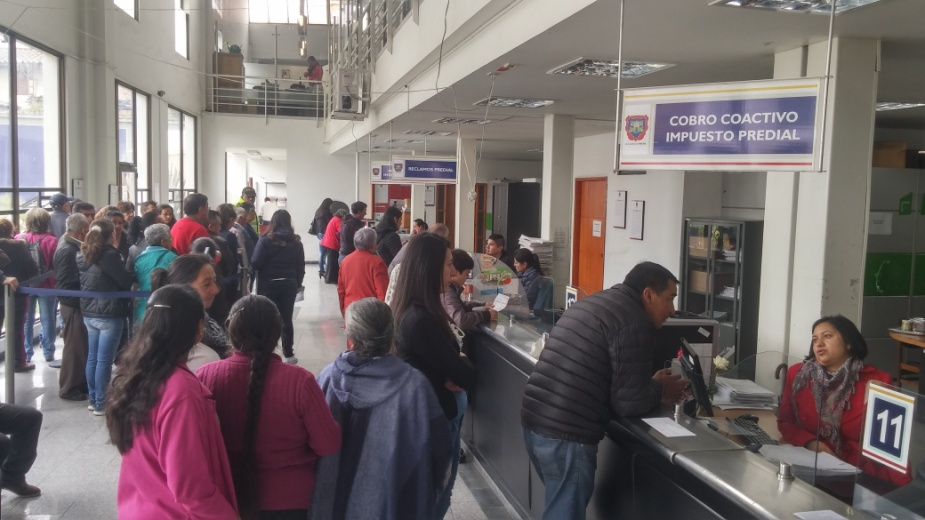 COBRO COACTIVO
IMPUESTO PREDIAL
RECLAMOS PREDIAL
11